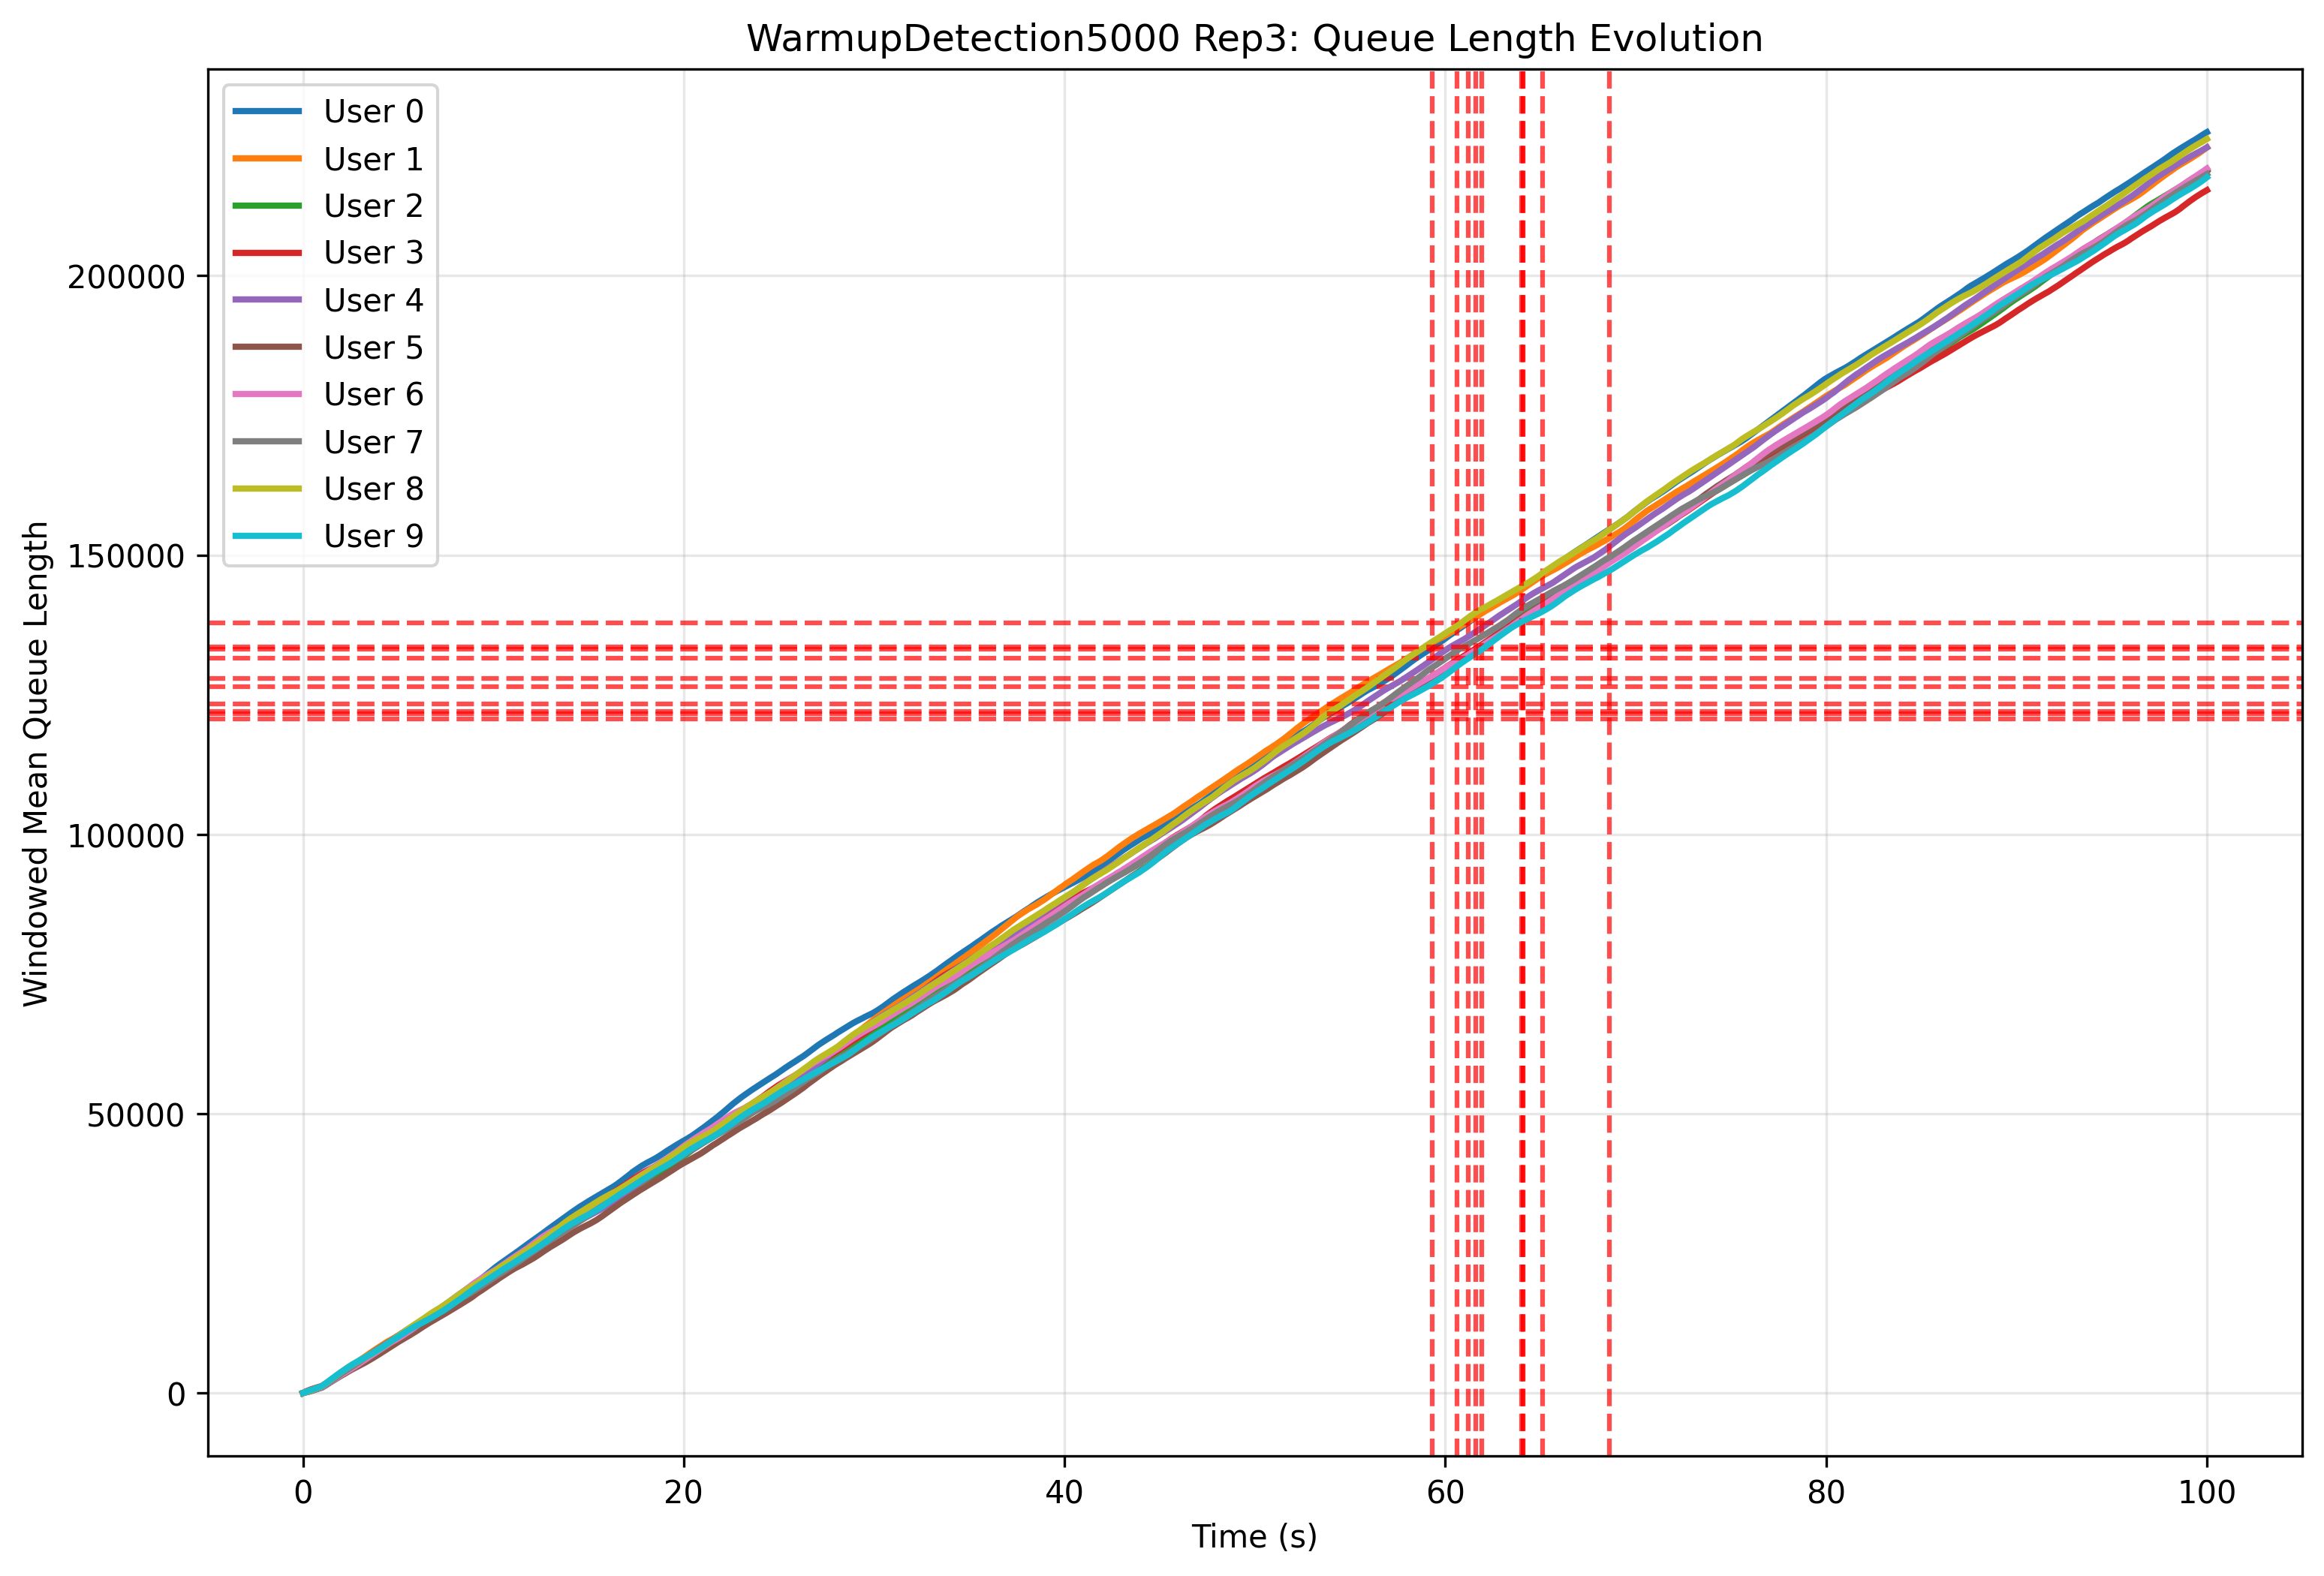 WarmupDetection5000 Rep3: Queue Length Evolution
User 0
User 1
User 2
User 3
User 4
User 5
User 6
User 7
User 8
User 9
Windowed Mean Queue Length
200000
150000
100000
50000
0
0 20 40 60 80 100
Time (s)